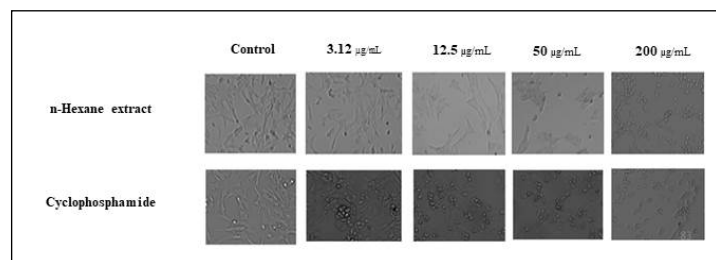 Control 3.12 µg/mL 12.5 µg/mL 50 µg/mL 200 µg/mL
n-Hexane extract
Cyclophosphamide